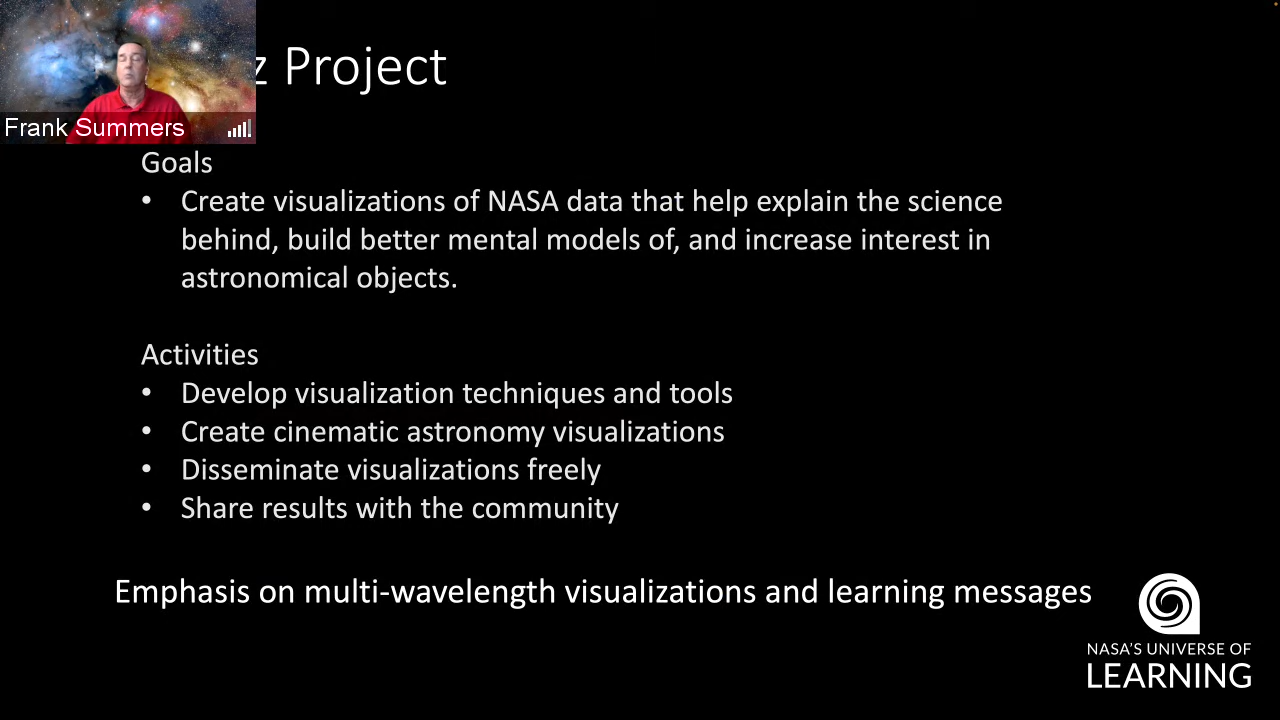 Project
Frank Summers
Goals
• Create visualizations of NASA data that help explain the science
behind, build better mental models of, and increase interest in
astronomical objects.
Activities
• Develop visualization techniques and tools
• Create cinematic astronomy visualizations
• Disseminate visualizations freely
• Share results with the community
Emphasis on multi-wavelength visualizations and learning messages
NASA'S UNIVERSE OF
LEARNING